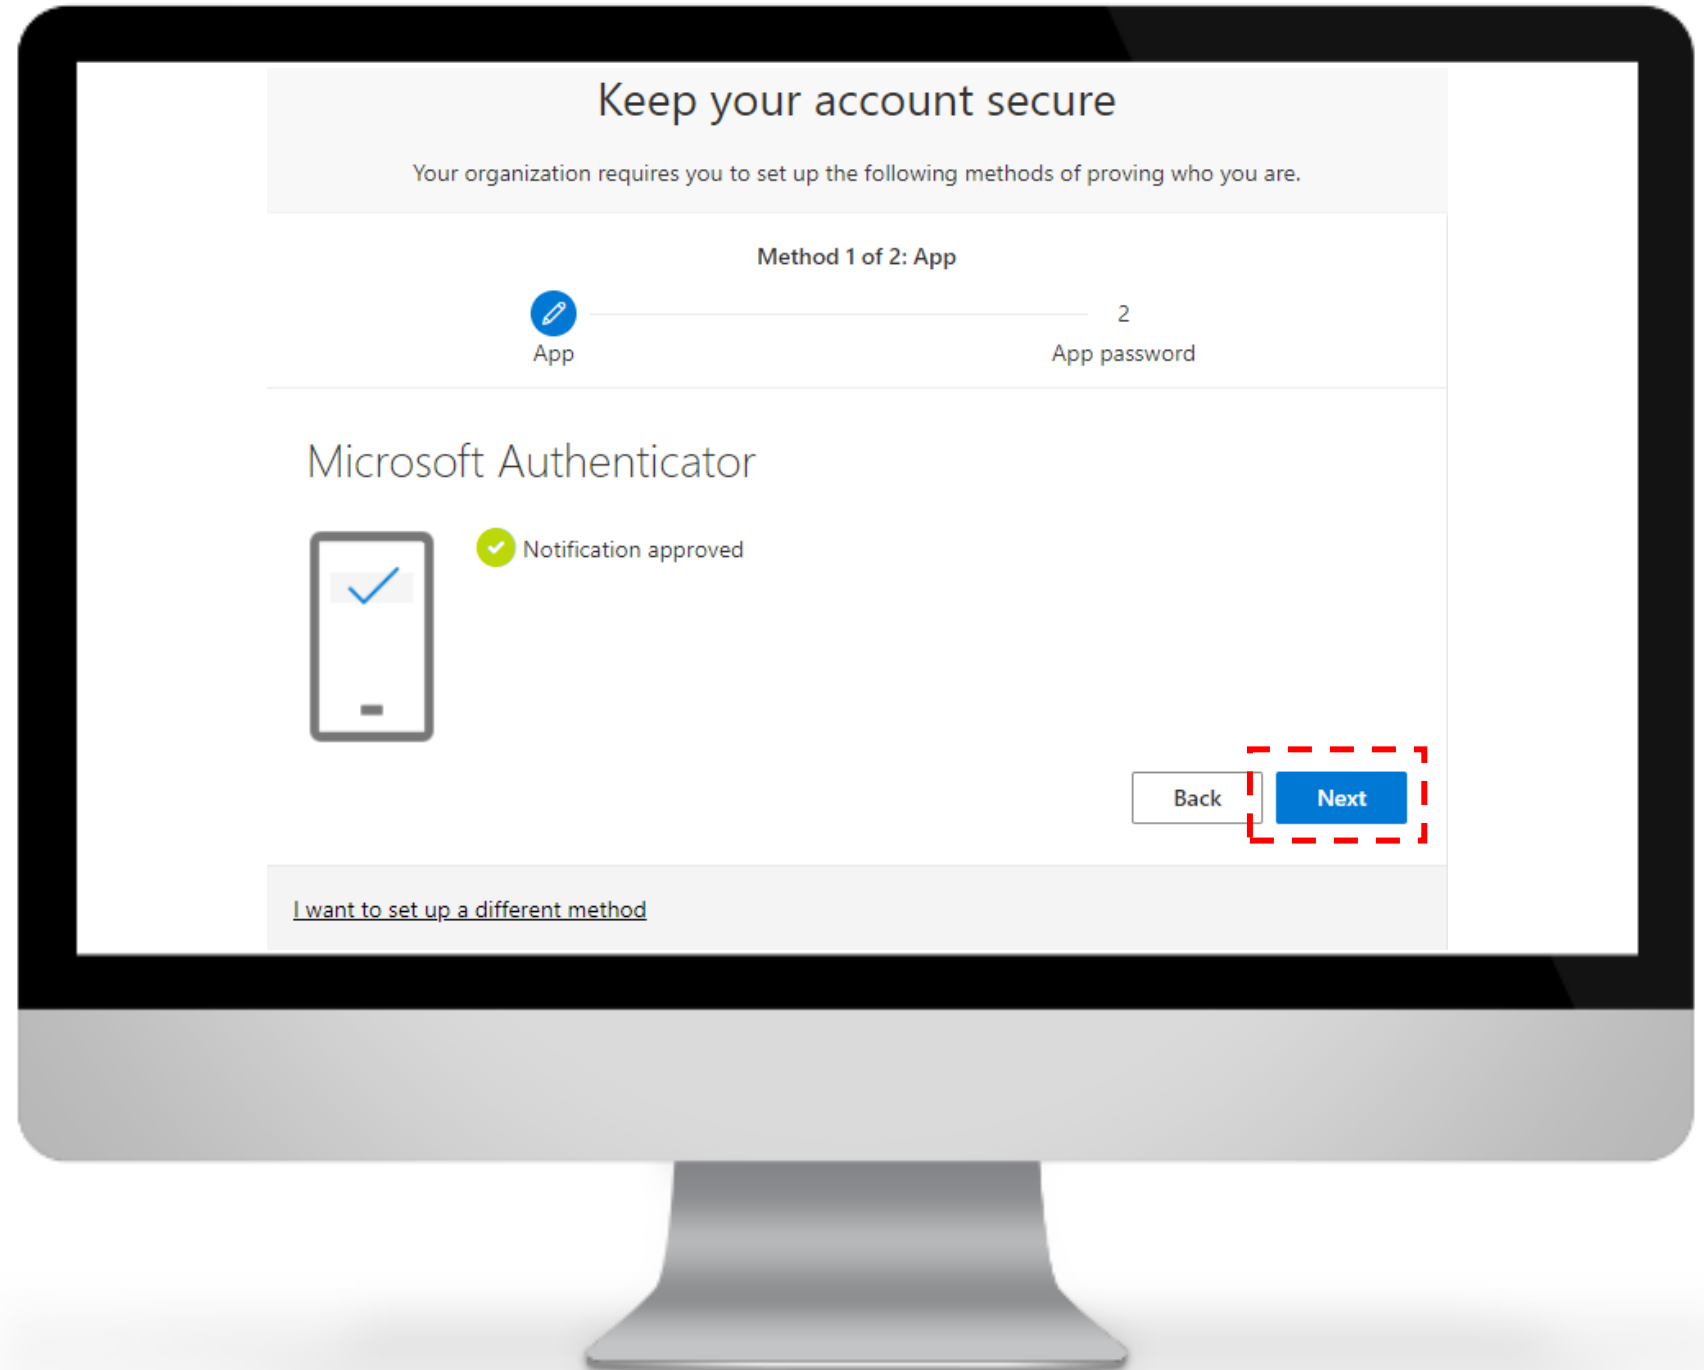 Keep your account secure
Your organization requires you to set up the following methods of proving who you are.
Method 1 of 2: App
2
App
App password
Microsoft Authenticator
Notification approved
Back
Next
I want to set up a different method